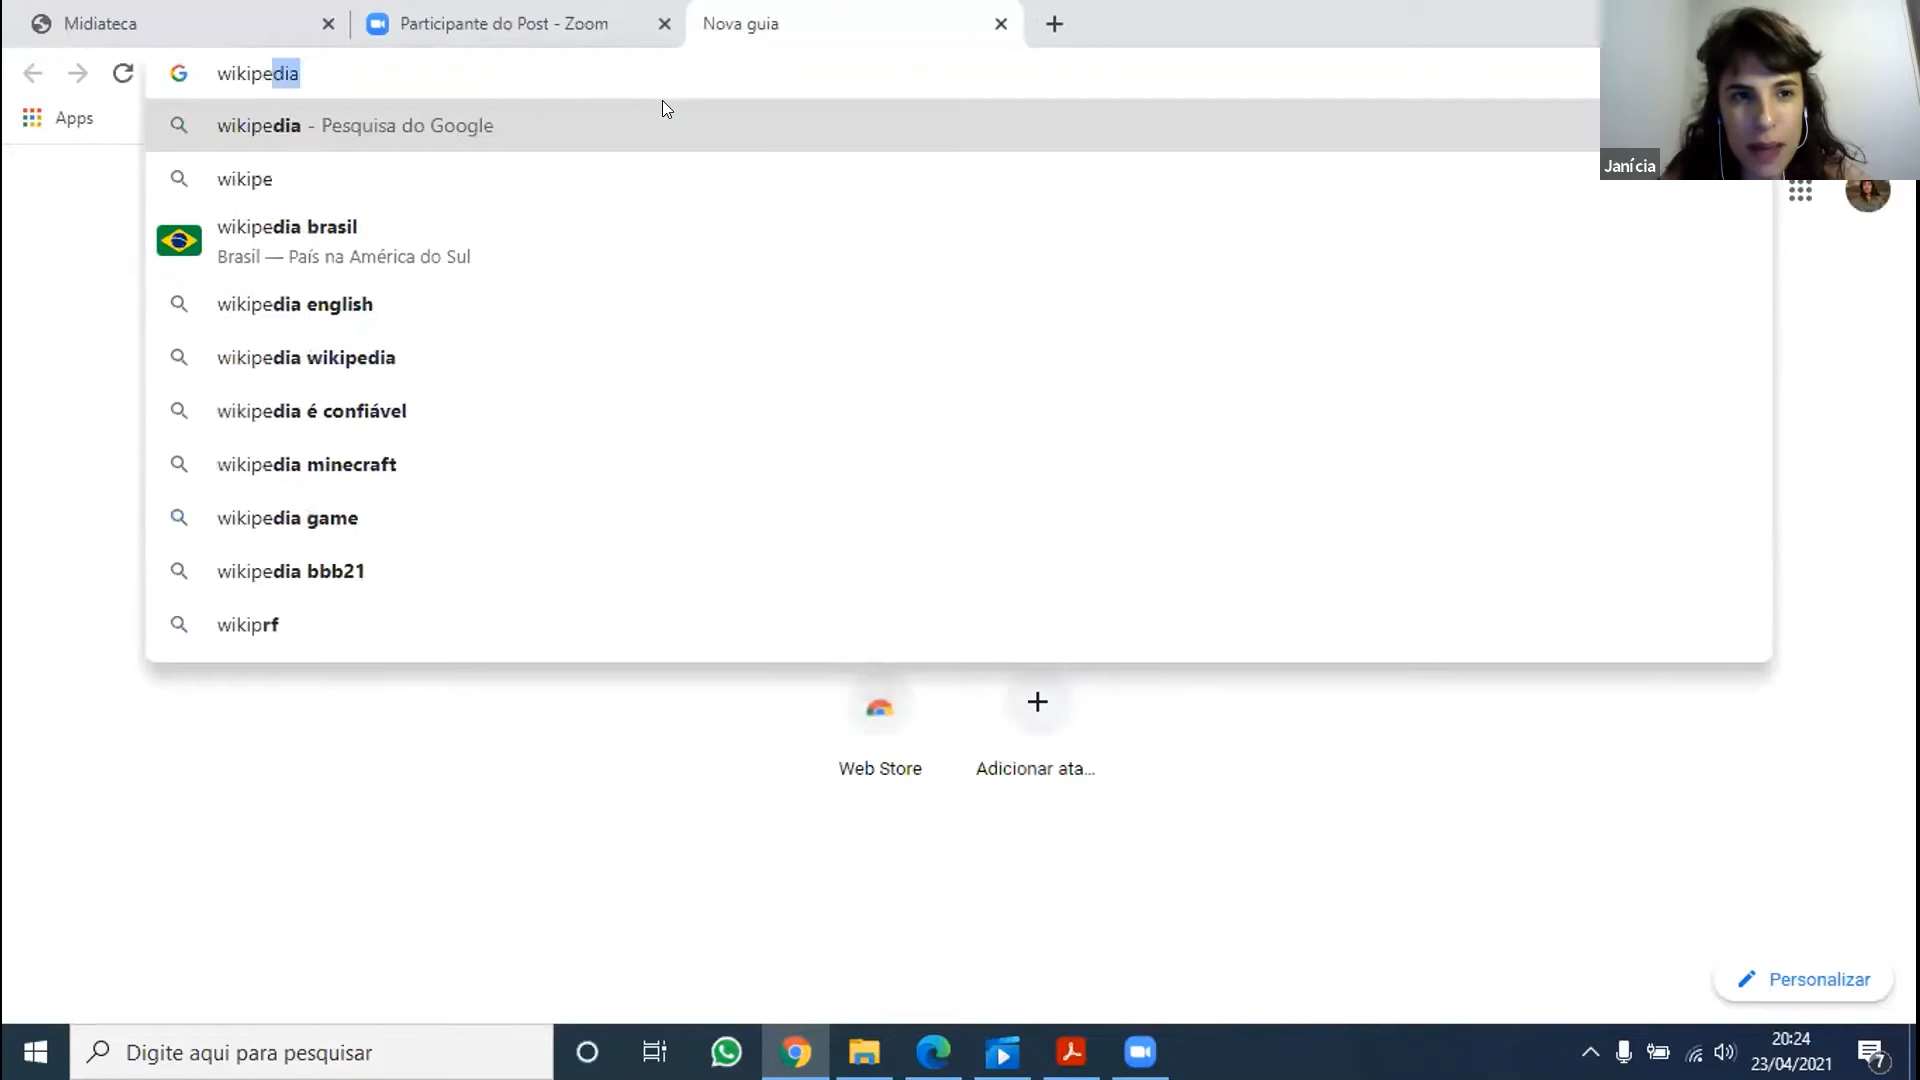 Midiateca
Participante do Post - Zoom
Nova guia
wikipedia
Apps
wikipedia - Pesquisa do Google
wikipe
wikipedia brasil
Brasil — País na América do Sul
wikipedia english
wikipedia wikipedia
wikipedia é confiável
wikipedia minecraft
wikipedia game
wikipedia bbb21
wikiprf
Janícia
Web Store
Adicionar ata...
Personalizar
Digite aqui para pesquisar
20:24
23/04/2021
7